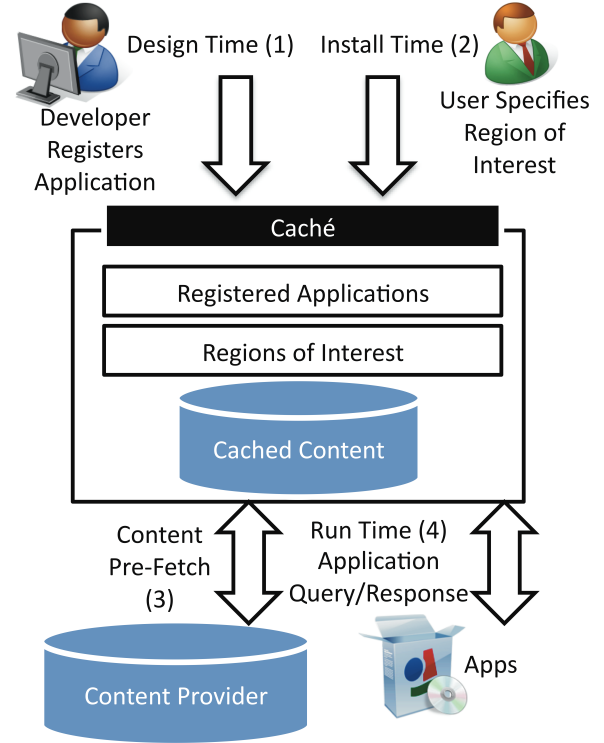 Design Time (1)
Install Time (2)
Developer
Registers
Application
User Specifies
Region of
Interest
Caché
Registered Applications
Regions of Interest
Cached Content
Content
Pre-Fetch
(3)
Run Time (4)
Application
Query/Response
Content Provider
Apps